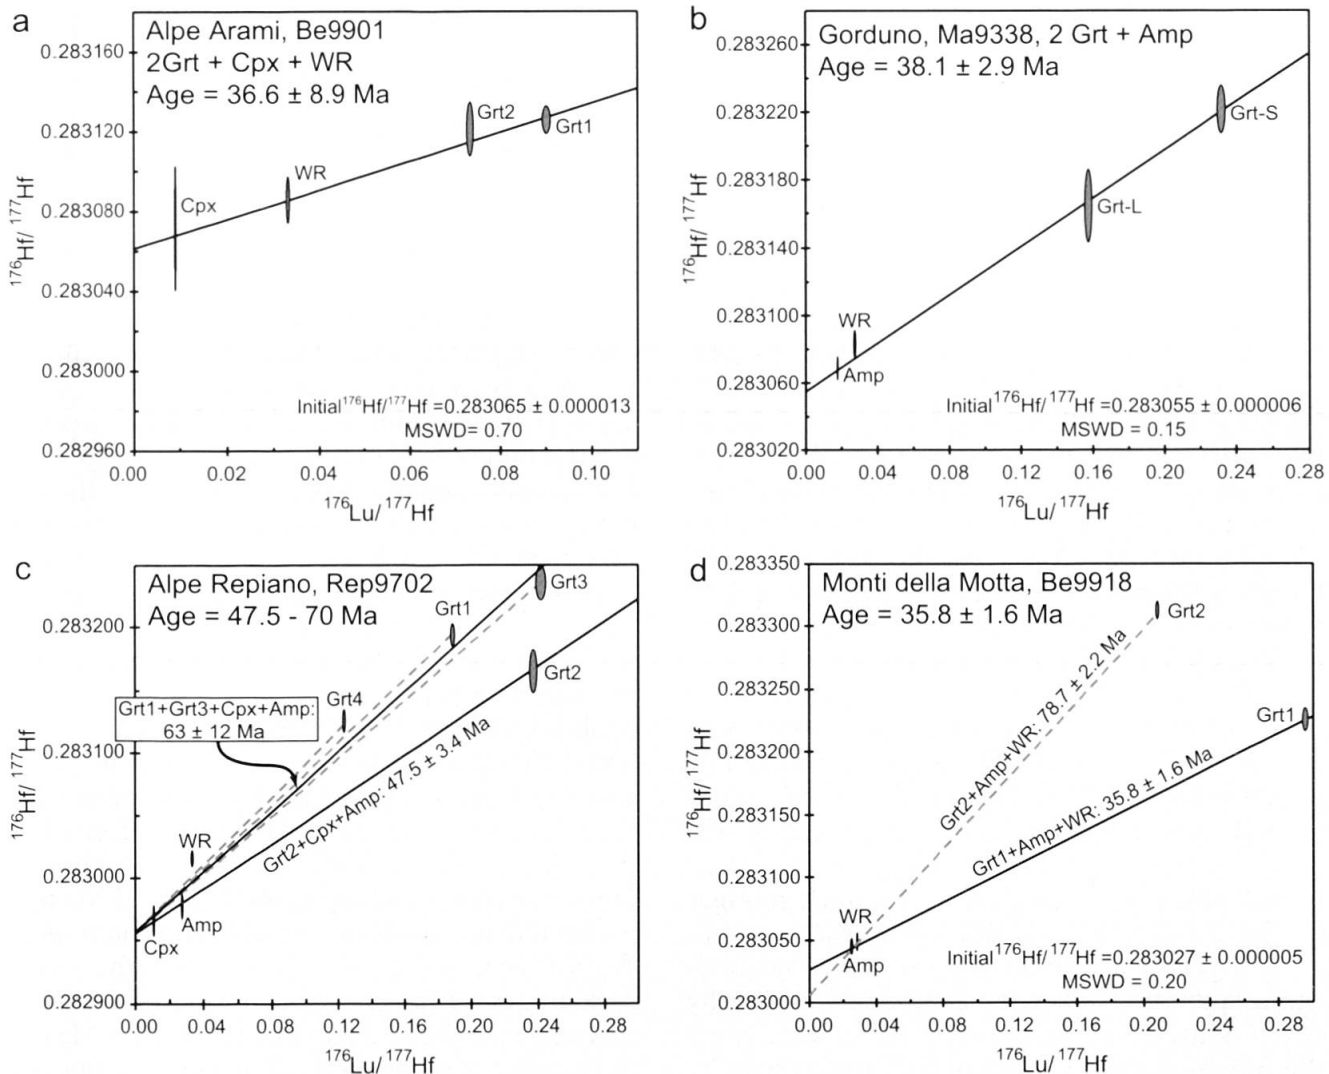 a
Alpe Arami, Be9901
2Grt + Cpx + WR
Age = 36.6 ± 8.9 Ma
0.283160
0.283120
0.283080
0.283040
0.283000
0.282960
176Hf/ 177Hf
Cpx
WR
Grt2
Grt1
Initial176Hf/177Hf =0.283065 ± 0.000013
MSWD= 0.70
0.00 0.02 0.04 0.06 0.08 0.10
176Lu/ 177Hf
b
Gorduno, Ma9338, 2 Grt + Amp
Age = 38.1 ± 2.9 Ma
0.283260
0.283220
0.283180
0.283140
0.283100
0.283060
0.283020
176Hf/ 177Hf
Grt-S
Grt-L
WR
Amp
Initial176Hf/ 177Hf =0.283055 ± 0.000006
MSWD = 0.15
0.00 0.04 0.08 0.12 0.16 0.20 0.24 0.28
176Lu/ 177Hf
c
Alpe Repiano, Rep9702
Age = 47.5 - 70 Ma
0.283200
0.283100
0.283000
0.282900
176Hf/ 177Hf
Grt1
Grt3
Grt2
Grt4
Grt1+Grt3+Cpx+Amp:
63 ± 12 Ma
Grt2+Cpx+Amp: 47.5 ± 3.4 Ma
WR
Amp
Cpx
0.00 0.04 0.08 0.12 0.16 0.20 0.24 0.28
176Lu/ 177Hf
d
Monti della Motta, Be9918
Age = 35.8 ± 1.6 Ma
0.283350
0.283300
0.283250
0.283200
0.283150
0.283100
0.283050
0.283000
176Hf/ 177Hf
Grt2
Grt1
Grt2+Amp+WR: 78.7 ± 2.2 Ma
Grt1+Amp+WR: 35.8 ± 1.6 Ma
WR
Amp
Initial176Hf/ 177Hf =0.283027 ± 0.000005
MSWD = 0.20
0.00 0.04 0.08 0.12 0.16 0.20 0.24 0.28
176Lu/ 177Hf